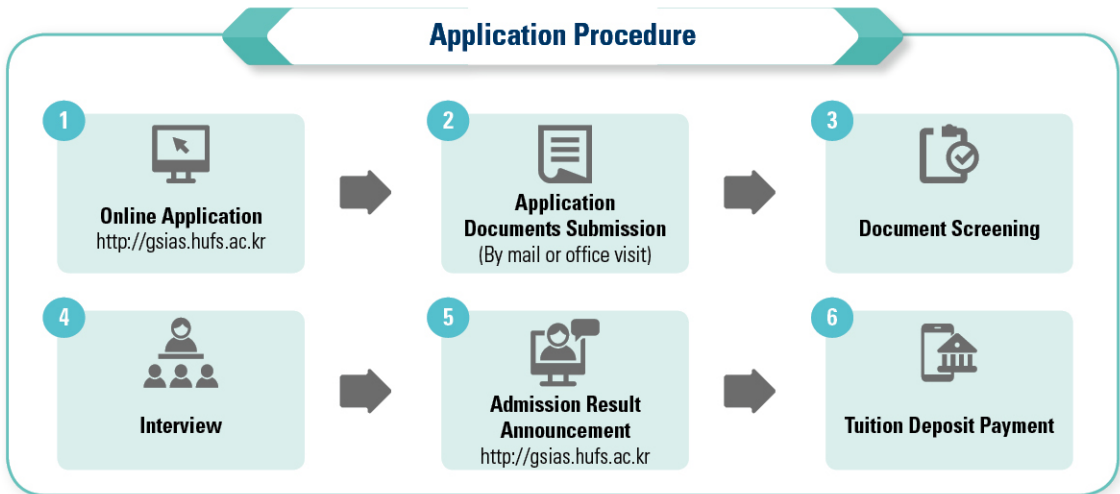 Application Procedure
1
Online Application
http://gsias.hufs.ac.kr
2
Application
Documents Submission
(By mail or office visit)
3
Document Screening
4
Interview
5
Admission Result
Announcement
http://gsias.hufs.ac.kr
6
Tuition Deposit Payment